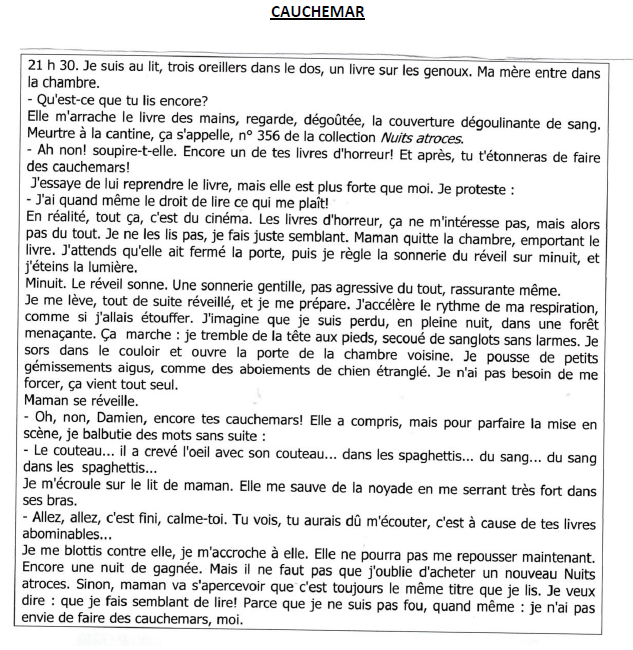 CAUCHEMAR
21 h 30. Je suis au lit, trois oreillers dans le dos, un livre sur les genoux. Ma mère entre dans
la chambre.
- Qu'est-ce que tu lis encore?
Elle m'arrache le livre des mains, regarde, dégoûtée, la couverture dégoulinante de sang.
Meurtre à la cantine, ça s'appelle, n° 356 de la collection Nuits atroces.
- Ah non! soupire-t-elle. Encore un de tes livres d'horreur! Et après, tu t'étonneras de faire
des cauchemars!
J'essaye de lui reprendre le livre, mais elle est plus forte que moi. Je proteste :
- J'ai quand même le droit de lire ce qui me plaît!
En réalité, tout ça, c'est du cinéma. Les livres d'horreur, ça ne m'intéresse pas, mais alors
pas du tout. Je ne les lis pas, je fais juste semblant. Maman quitte la chambre, emportant le
livre. J'attends qu'elle ait fermé la porte, puis je règle la sonnerie du réveil sur minuit, et
j'éteins la lumière.
Minuit. Le réveil sonne. Une sonnerie gentille, pas agressive du tout, rassurante même.
Je me lève, tout de suite réveillé, et je me prépare. J'accélère le rythme de ma respiration,
comme si j'allais étouffer. J'imagine que je suis perdu, en pleine nuit, dans une forêt
menaçante. Ça marche : je tremble de la tête aux pieds, secoué de sanglots sans larmes. Je
sors dans le couloir et ouvre la porte de la chambre voisine. Je pousse de petits
gémissements aigus, comme des aboiements de chien étranglé. Je n'ai pas besoin de me
forcer, ça vient tout seul.
Maman se réveille.
- Oh, non, Damien, encore tes cauchemars! Elle a compris, mais pour parfaire la mise en
scène, je balbutie des mots sans suite :
- Le couteau... il a crevé l'oeil avec son couteau... dans les spaghettis... du sang... du sang
dans les spaghettis...
Je m'écroule sur le lit de maman. Elle me sauve de la noyade en me serrant très fort dans
ses bras.
- Allez, allez, c'est fini, calme-toi. Tu vois, tu aurais dû m'écouter, c'est à cause de tes livres
abominables...
Je me blottis contre elle, je m'accroche à elle. Elle ne pourra pas me repousser maintenant.
Encore une nuit de gagnée. Mais il ne faut pas que j'oublie d'acheter un nouveau Nuits
atroces. Sinon, maman va s'apercevoir que c'est toujours le même titre que je lis. Je veux
dire : que je fais semblant de lire! Parce que je ne suis pas fou, quand même : je n'ai pas
envie de faire des cauchemars, moi.